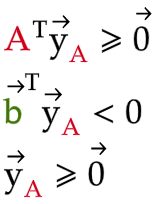 Aᵀy⃗_A ⩾ 0⃗
b⃗ᵀy⃗_A < 0
y⃗_A ⩾ 0⃗